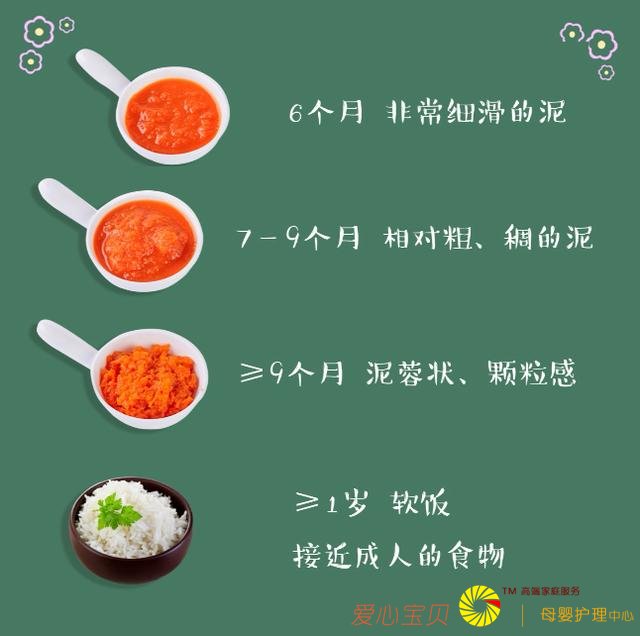 6个月 非常细滑的泥
7-9个月 相对粗、稠的泥
≥9个月 泥蓉状、颗粒感
≥1岁 软饭
接近成人的食物
爱心宝贝 TM 高端家庭服务 | 母婴护理中心